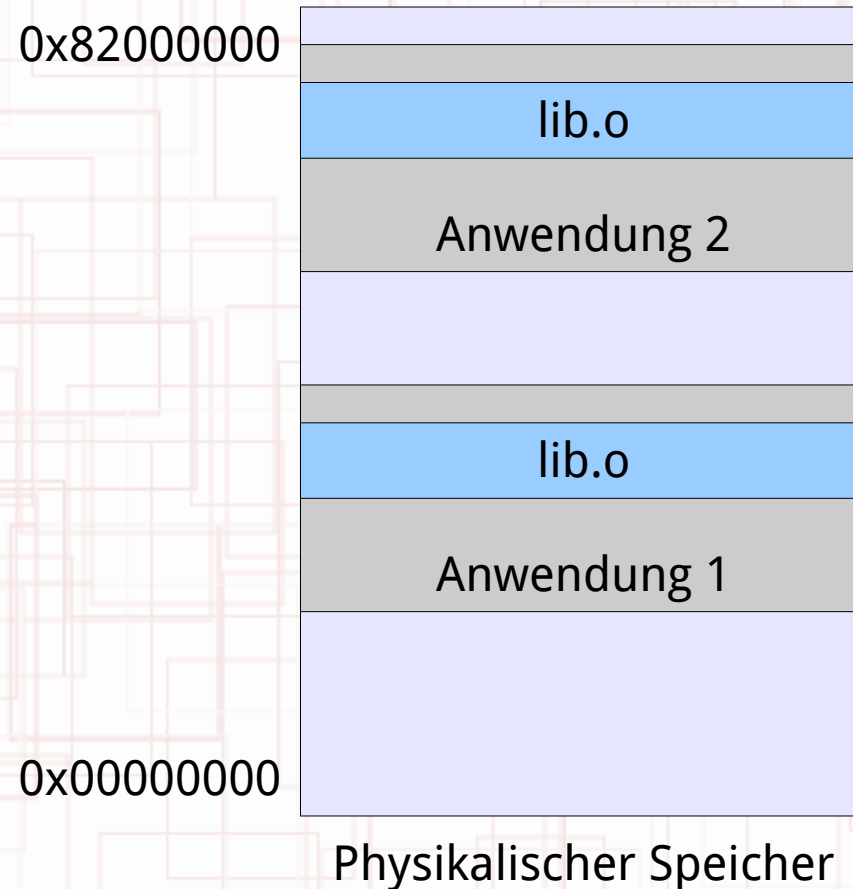 0x82000000
lib.o
Anwendung 2
lib.o
Anwendung 1
0x00000000
Physikalischer Speicher